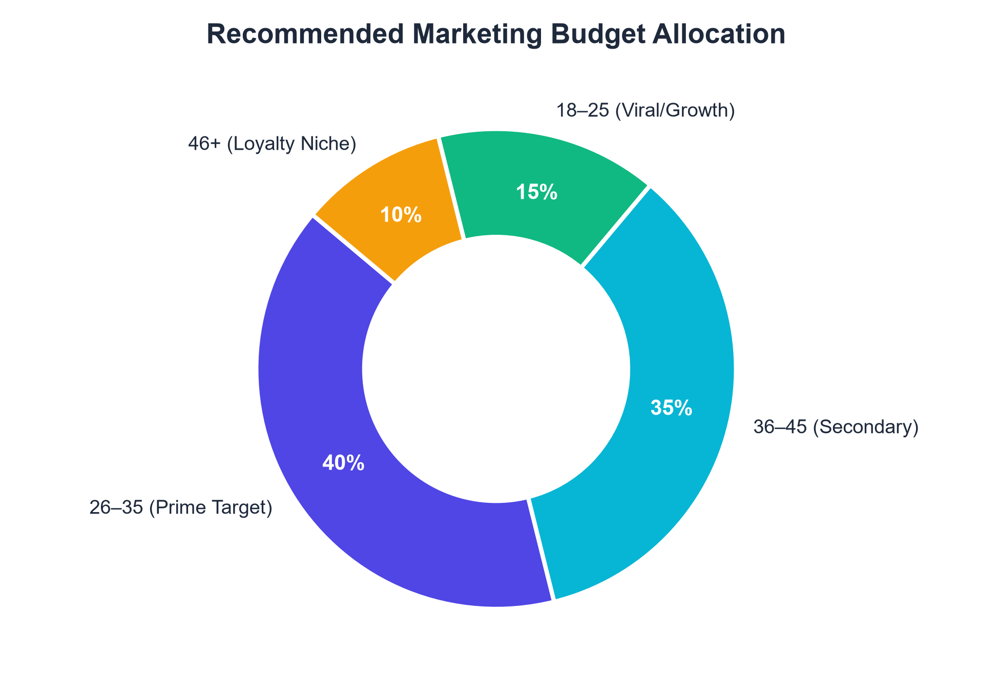 Recommended Marketing Budget Allocation
18–25 (Viral/Growth)
46+ (Loyalty Niche)
15%
10%
35%
36–45 (Secondary)
40%
26–35 (Prime Target)